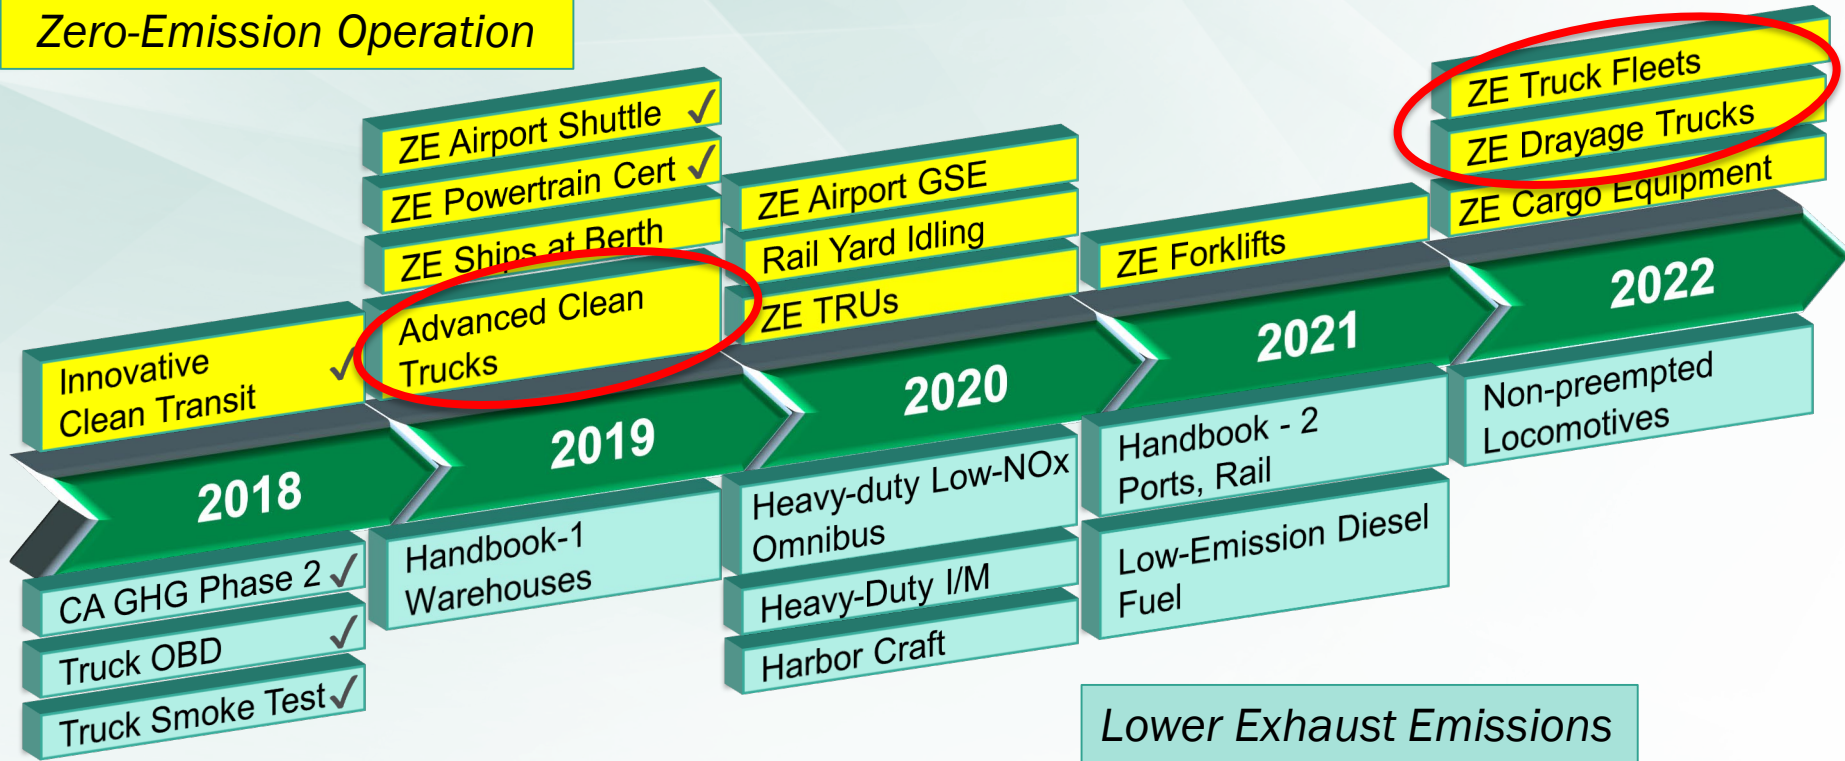 Zero-Emission Operation
Innovative
Clean Transit ✓
ZE Airport Shuttle ✓
ZE Powertrain Cert ✓
ZE Ships at Berth
Advanced Clean
Trucks
ZE Airport GSE
Rail Yard Idling
ZE TRUs
ZE Forklifts
ZE Truck Fleets
ZE Drayage Trucks
ZE Cargo Equipment
2018
2019
2020
2021
2022
CA GHG Phase 2 ✓
Truck OBD ✓
Truck Smoke Test ✓
Handbook-1
Warehouses
Heavy-duty Low-NOx
Omnibus
Heavy-Duty I/M
Harbor Craft
Handbook - 2
Ports, Rail
Low-Emission Diesel
Fuel
Non-preempted
Locomotives
Lower Exhaust Emissions